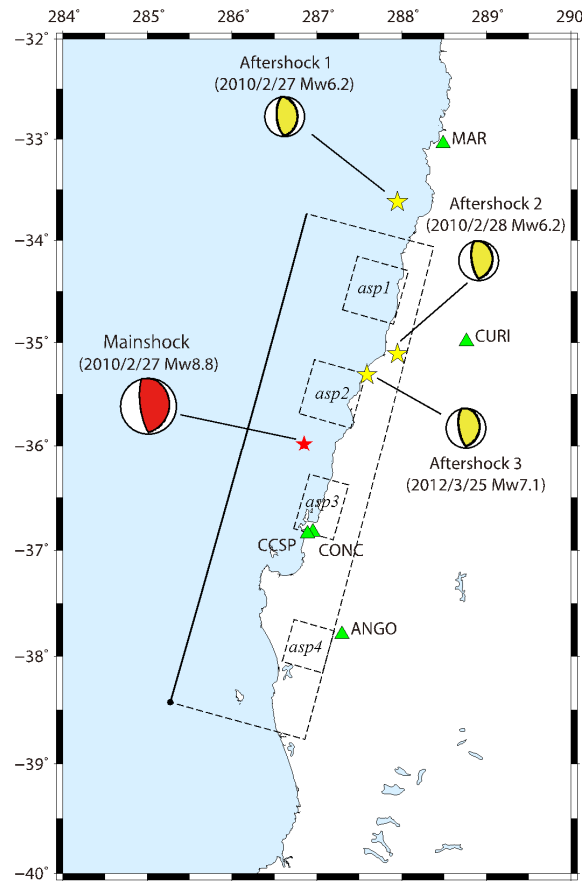 284˚ 285˚ 286˚ 287˚ 288˚ 289˚ 290
−32˚
Aftershock 1
(2010/2/27 Mw6.2)
−33˚
MAR
Aftershock 2
(2010/2/28 Mw6.2)
−34˚
asp1
−35˚
CURI
Mainshock
(2010/2/27 Mw8.8)
asp2
−36˚
Aftershock 3
(2012/3/25 Mw7.1)
asp3
CCSP
CONC
−37˚
ANGO
asp4
−38˚
−39˚
−40˚